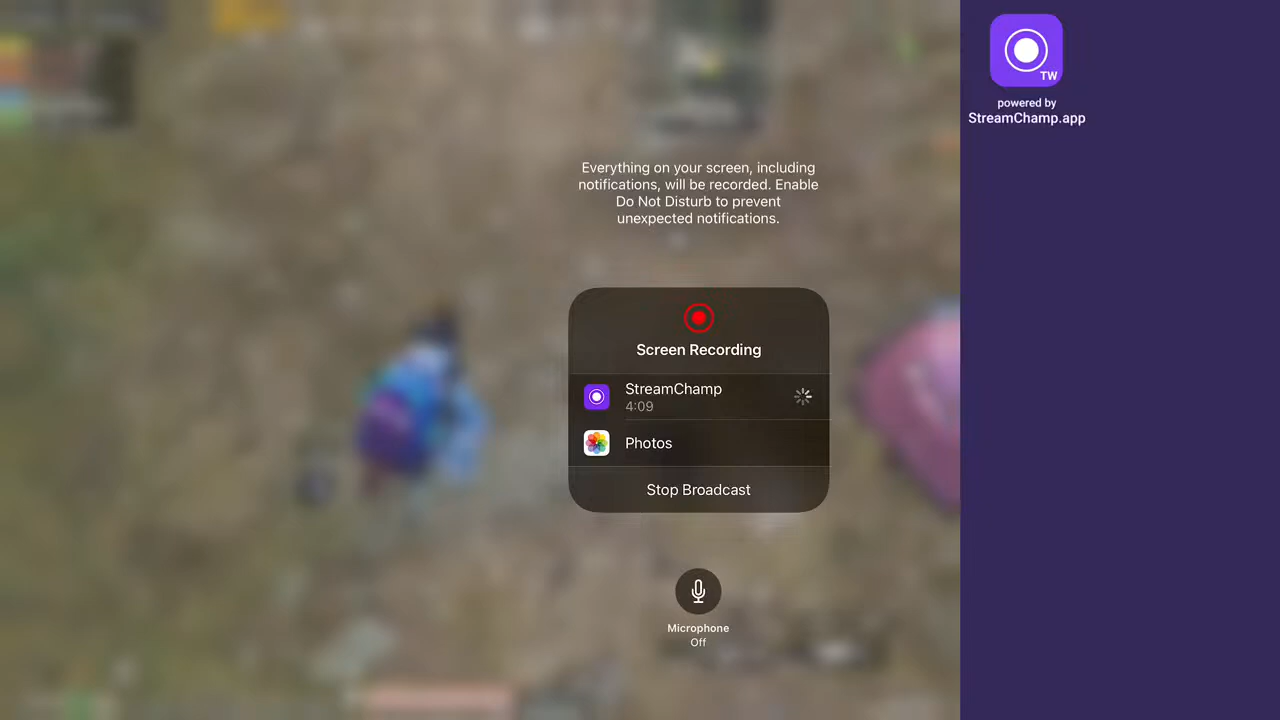 TW
powered by
StreamChamp.app
Everything on your screen, including
notifications, will be recorded. Enable
Do Not Disturb to prevent
unexpected notifications.
Screen Recording
StreamChamp
4:09
Photos
Stop Broadcast
Microphone
Off